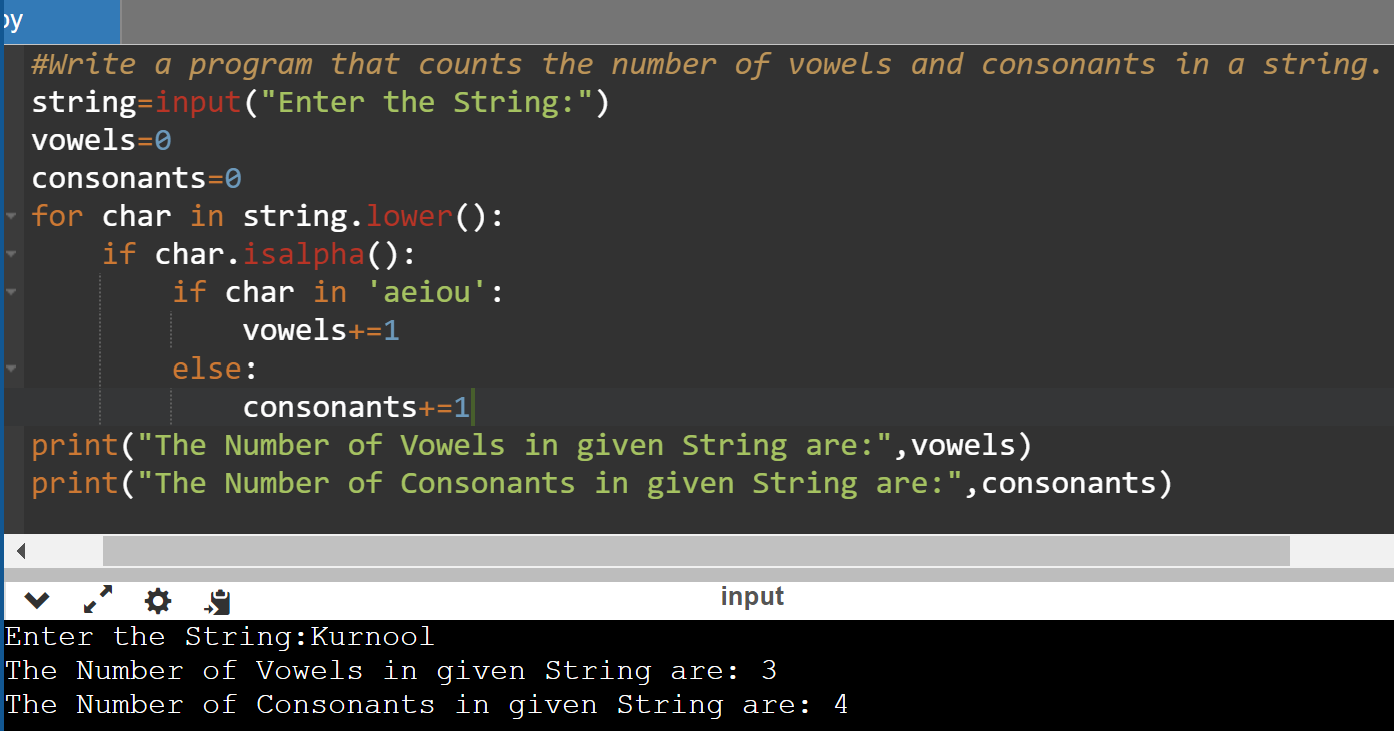 py
#Write a program that counts the number of vowels and consonants in a string.
string=input("Enter the String:")
vowels=0
consonants=0
for char in string.lower():
    if char.isalpha():
        if char in 'aeiou':
            vowels+=1
        else:
            consonants+=1
print("The Number of Vowels in given String are:",vowels)
print("The Number of Consonants in given String are:",consonants)
input
Enter the String:Kurnool
The Number of Vowels in given String are: 3
The Number of Consonants in given String are: 4